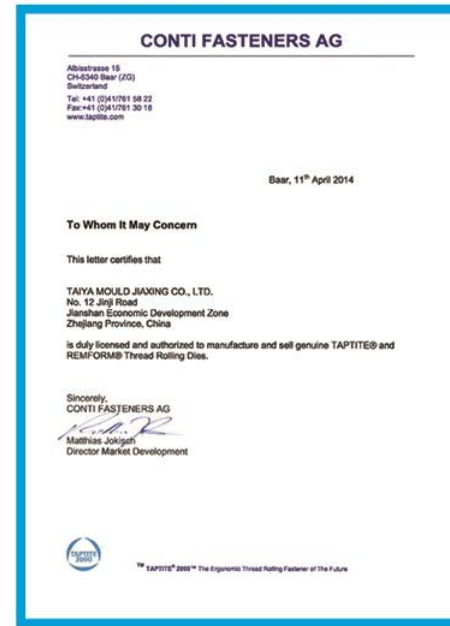 CONTI FASTENERS AG
Albisstrasse 15
CH-6340 Baar (ZG)
Switzerland
Tel: +41 (0)41/761 58 22
Fax:+41 (0)41/761 30 18
www.taptite.com
Baar, 11th April 2014
To Whom It May Concern
This letter certifies that
TAIYA MOULD JIAXING CO., LTD.
No. 12 Jinji Road
Jianshan Economic Development Zone
Zhejiang Province, China
is duly licensed and authorized to manufacture and sell genuine TAPTITE® and
REMFORM® Thread Rolling Dies.
Sincerely,
CONTI FASTENERS AG
Matthias Jokisch
Director Market Development
TAPTITE
2000
™ TAPTITE® 2000™ The Ergonomic Thread Rolling Fastener of The Future